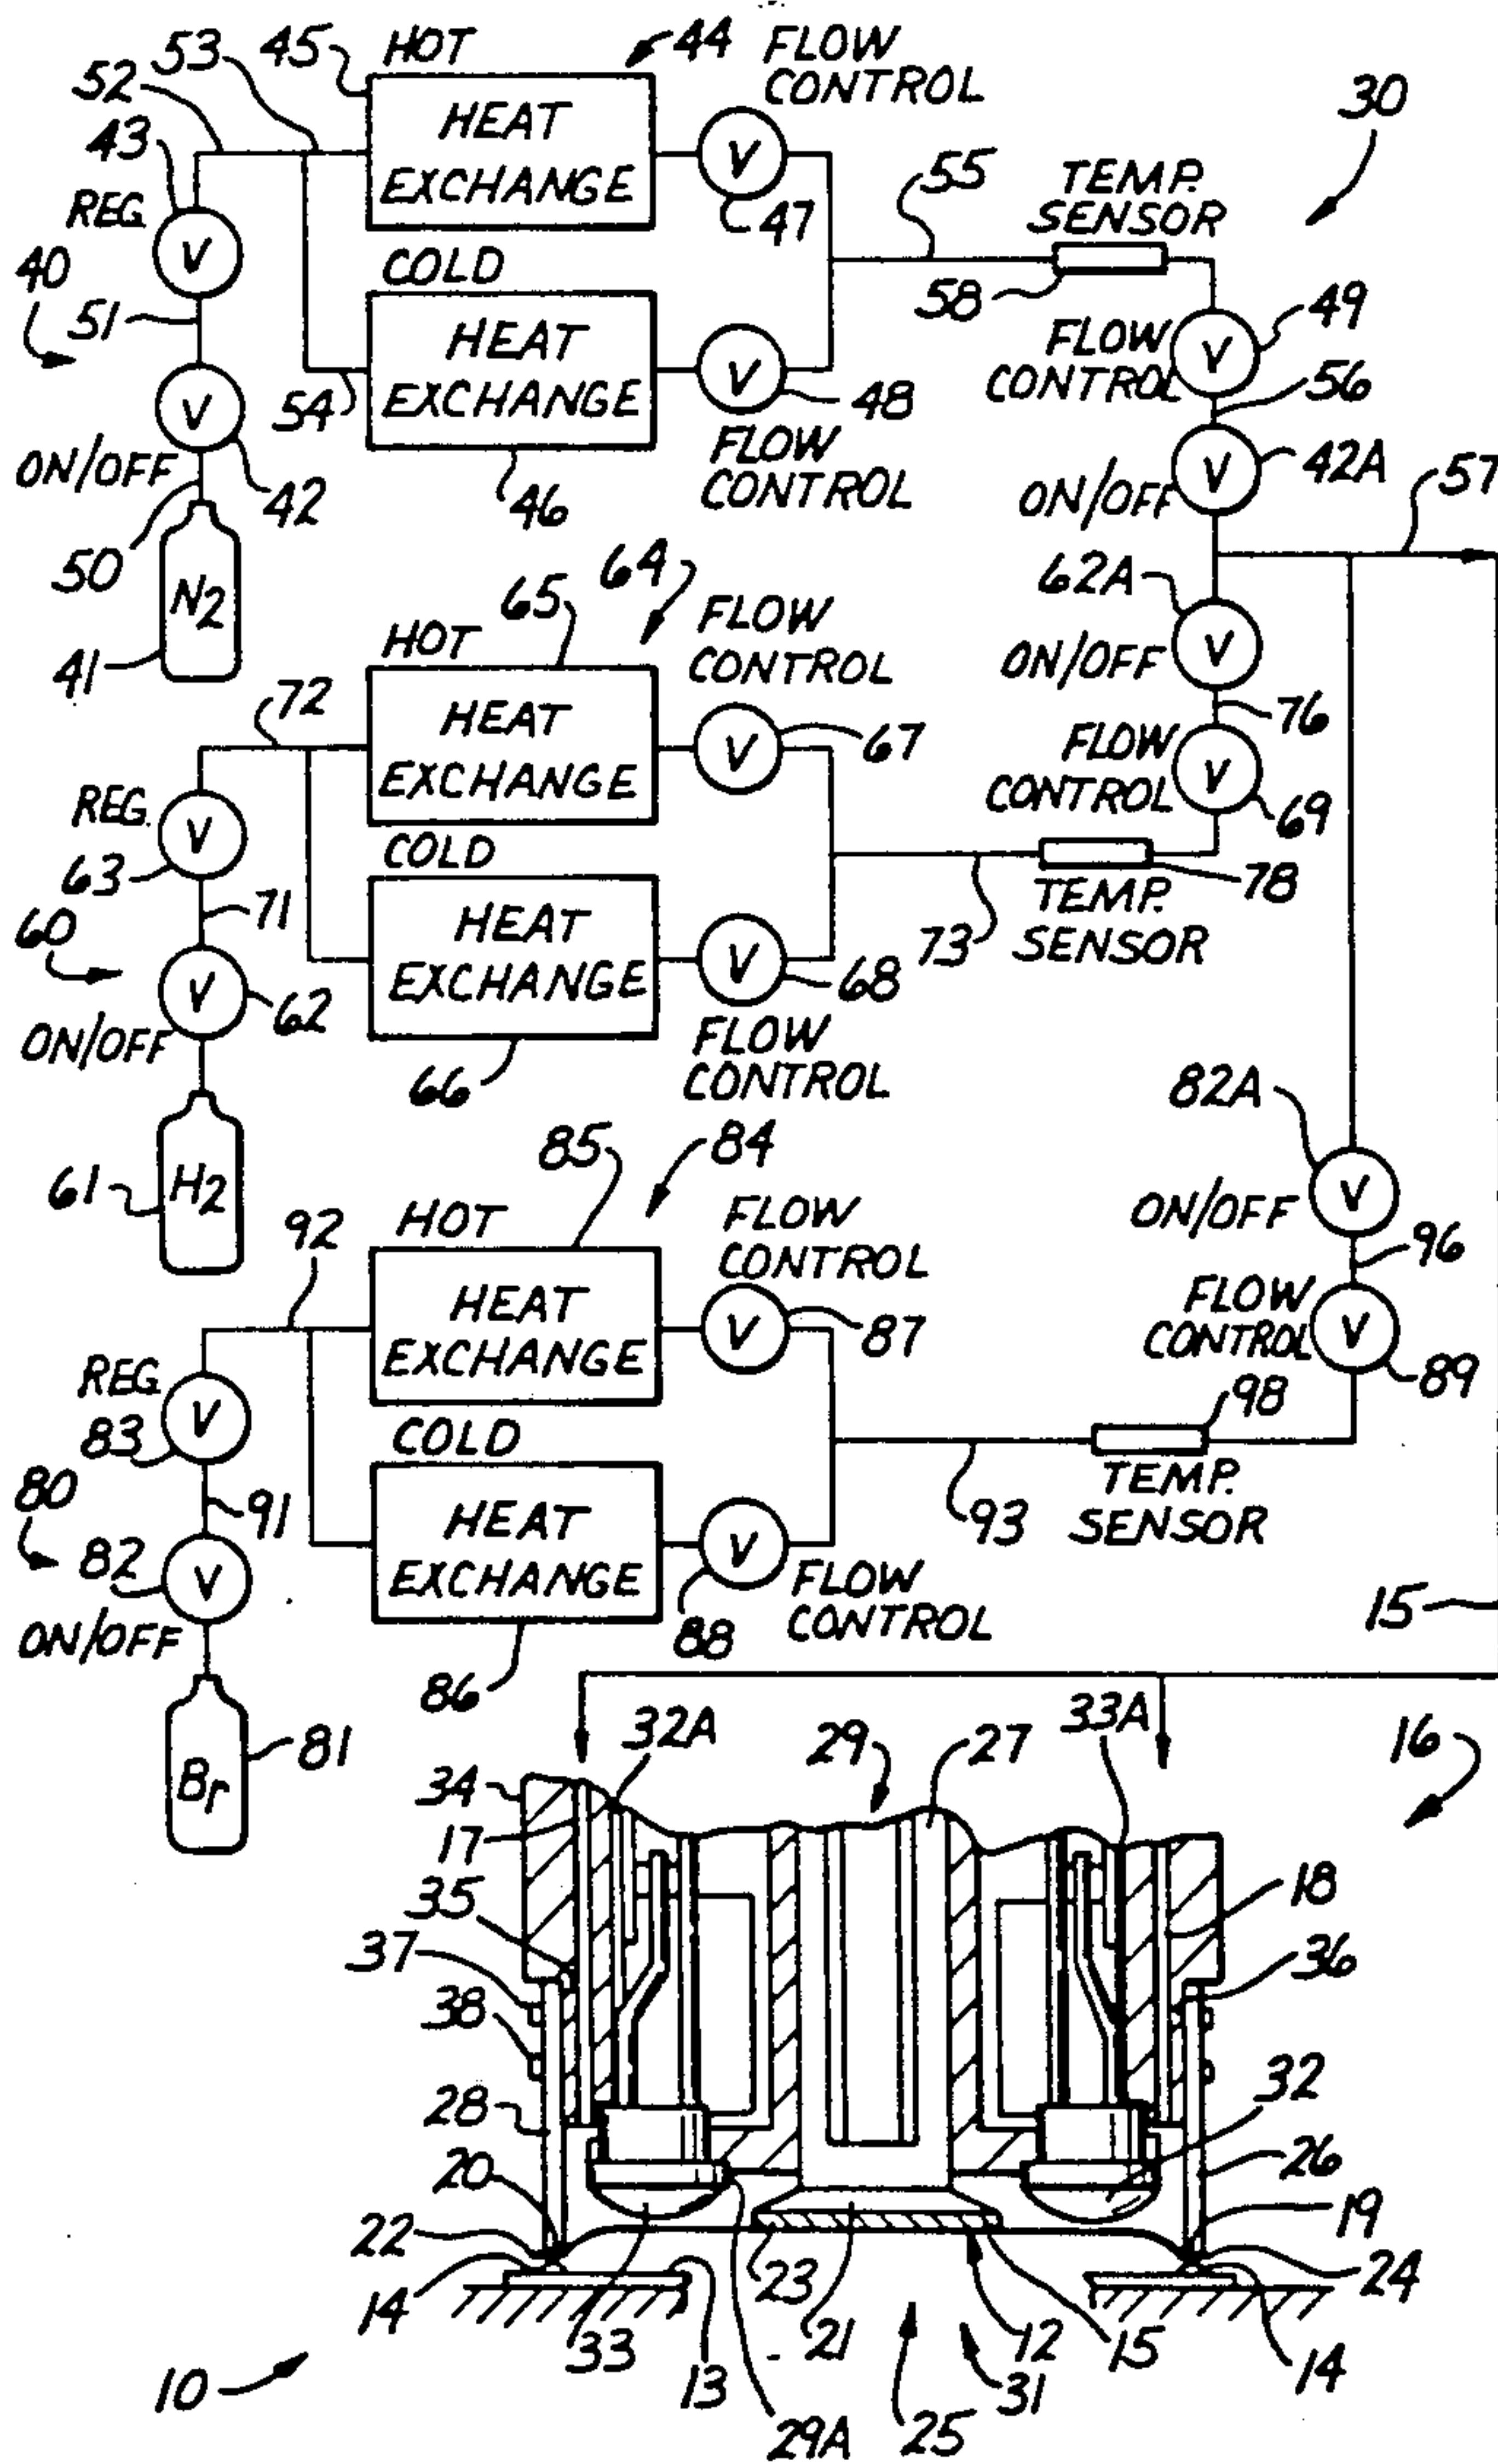 HOT
44
FLOW
CONTROL
45
53
52
43
30
HEAT
EXCHANGE
V
47
55
TEMP.
SENSOR
REG.
V
40
51
COLD
58
HEAT
EXCHANGE
V
48
FLOW
CONTROL
V
49
54
56
ON/OFF
V
42
46
FLOW
CONTROL
ON/OFF
V
42A
57
50
N2
41
64
65
HOT
FLOW
CONTROL
62A
ON/OFF
V
72
HEAT
EXCHANGE
V
67
76
FLOW
CONTROL
V
69
REG.
V
63
COLD
78
TEMP.
SENSOR
71
60
HEAT
EXCHANGE
V
68
73
V
62
ON/OFF
66
FLOW
CONTROL
82A
85
84
61
H2
ON/OFF
V
92
HOT
FLOW
CONTROL
96
HEAT
EXCHANGE
V
87
FLOW
CONTROL
V
89
REG.
V
83
COLD
98
TEMP.
SENSOR
80
91
HEAT
EXCHANGE
V
88
93
82
V
ON/OFF
FLOW
CONTROL
15
86
Br
81
32A
29
27
33A
16
34
17
35
18
37
36
38
28
32
20
26
22
19
14
23
24
33
13
21
12
15
14
10
29A
25
31